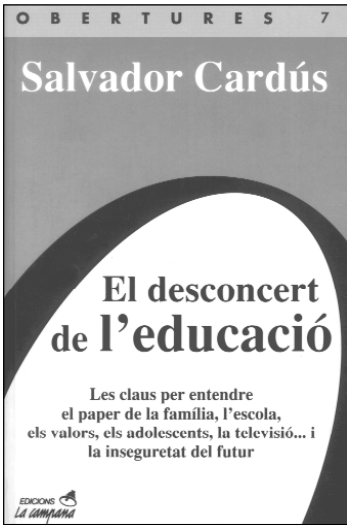 OBERTURES 7
Salvador Cardús
El desconcert
de l'educació
Les claus per entendre
el paper de la família, l'escola,
els valors, els adolescents, la televisió... i
la inseguretat del futur
EDICIONS
La campana